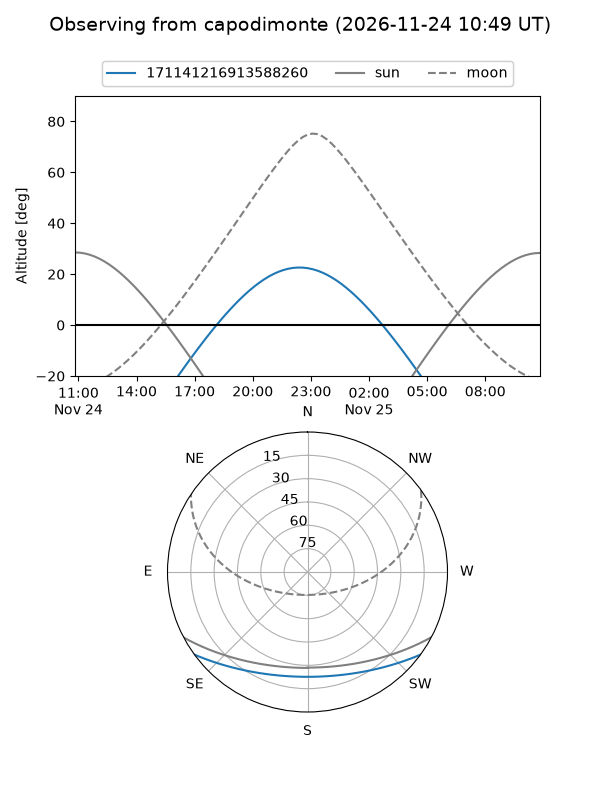 Observing from capodimonte (2026-11-24 10:49 UT)
171141216913588260 sun moon
Altitude [deg]
80
60
40
20
0
−20
11:00 14:00 17:00 20:00 23:00 02:00 05:00 08:00
Nov 24 Nov 25
N
NE NW
15
30
45
60
75
E W
SE SW
S